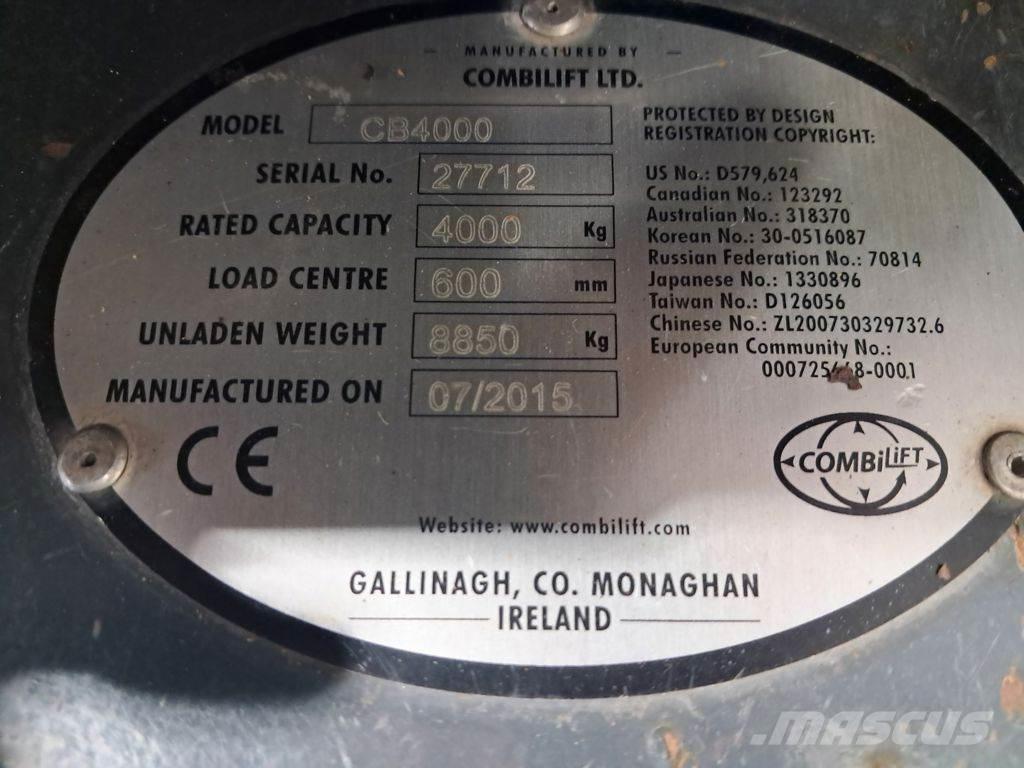 MANUFACTURED BY
COMBILIFT LTD.
MODEL CB4000
SERIAL No. 27712
RATED CAPACITY 4000 Kg
LOAD CENTRE 600 mm
UNLADEN WEIGHT 8850 Kg
MANUFACTURED ON 07/2015
PROTECTED BY DESIGN
REGISTRATION COPYRIGHT:
US No.: D579,624
Canadian No.: 123292
Australian No.: 318370
Korean No.: 30-0516087
Russian Federation No.: 70814
Japanese No.: 1330896
Taiwan No.: D126056
Chinese No.: ZL200730329732.6
European Community No.:
CE
COMBiLiFT
Website: www.combilift.com
GALLINAGH, CO. MONAGHAN
IRELAND
MASCUS